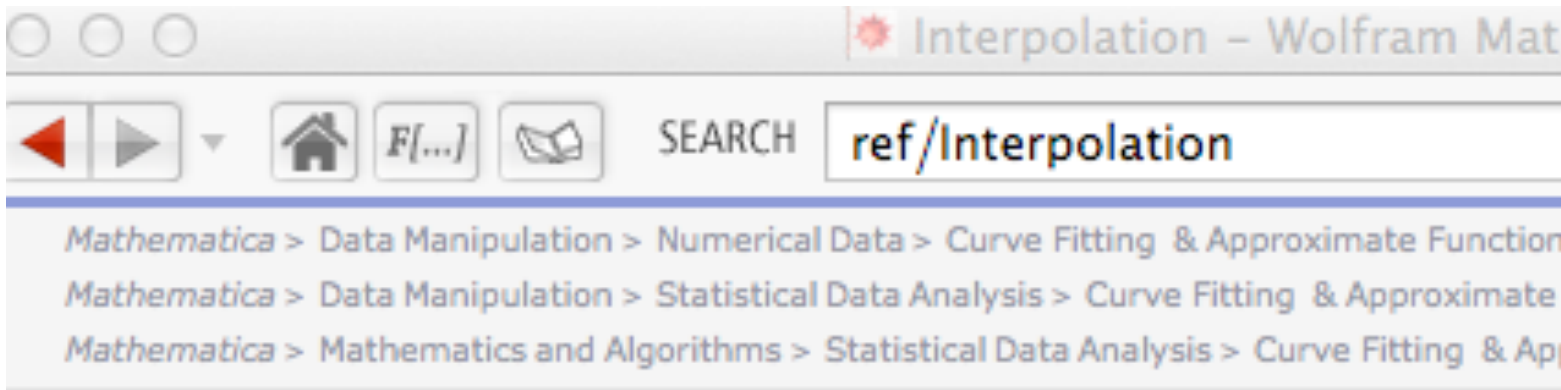 Interpolation – Wolfram Mat
F[...] SEARCH ref/Interpolation
Mathematica > Data Manipulation > Numerical Data > Curve Fitting & Approximate Function
Mathematica > Data Manipulation > Statistical Data Analysis > Curve Fitting & Approximate
Mathematica > Mathematics and Algorithms > Statistical Data Analysis > Curve Fitting & App